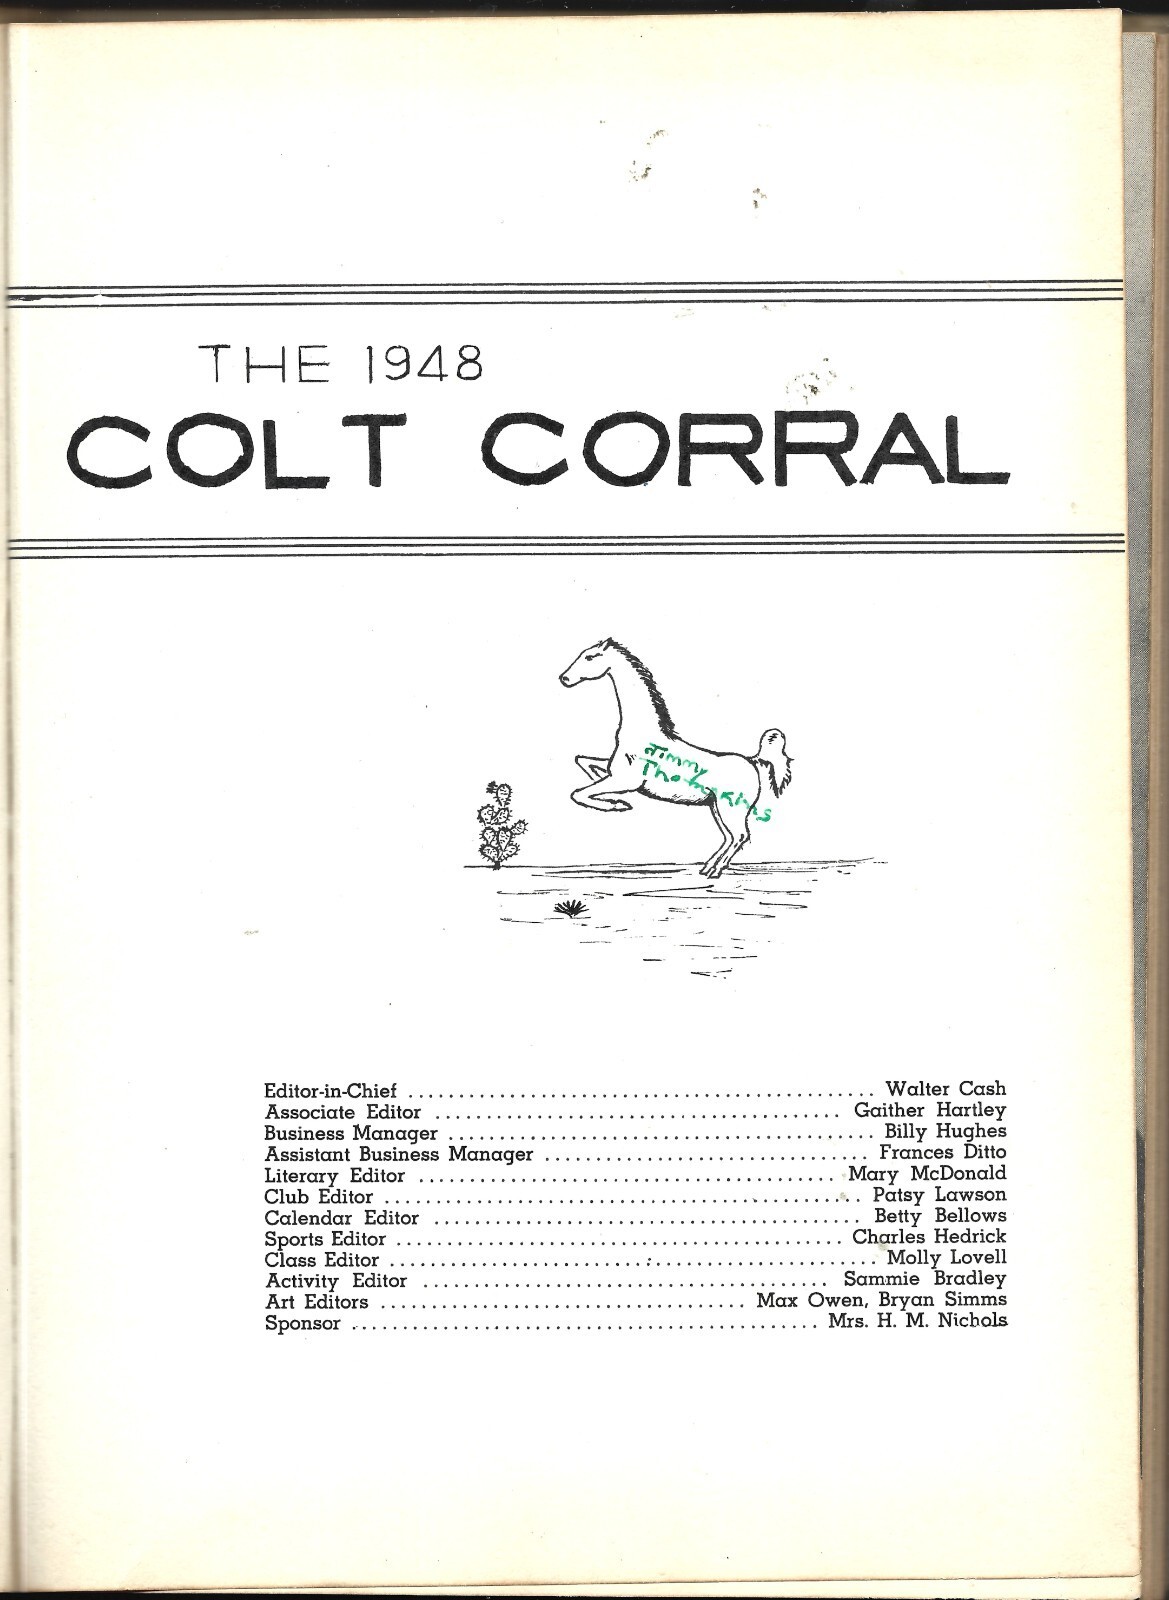 THE 1948
COLT CORRAL
Jimmy
Thompkins
Editor-in-Chief ........................................ Walter Cash
Associate Editor ........................................ Gaither Hartley
Business Manager ........................................ Billy Hughes
Assistant Business Manager ........................................ Frances Ditto
Literary Editor ........................................ Mary McDonald
Club Editor ........................................ Patsy Lawson
Calendar Editor ........................................ Betty Bellows
Sports Editor ........................................ Charles Hedrick
Class Editor ........................................ Molly Lovell
Activity Editor ........................................ Sammie Bradley
Art Editors ........................................ Max Owen, Bryan Simms
Sponsor ........................................ Mrs. H. M. Nichols